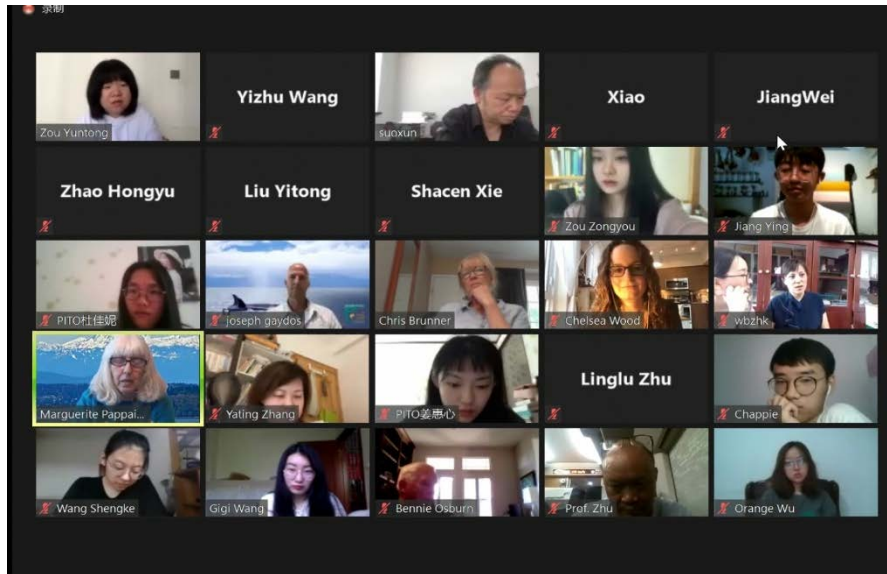 录制
Zou Yuntong
Yizhu Wang
suoxun
Xiao
JiangWei
Zhao Hongyu
Liu Yitong
Shacen Xie
Zou Zongyou
Jiang Ying
PITO杜佳妮
joseph gaydos
Chris Brunner
Chelsea Wood
wbzhk
Marguerite Pappai...
Yating Zhang
PITO姜惠心
Linglu Zhu
Chappie
Wang Shengke
Gigi Wang
Bennie Osburn
Prof. Zhu
Orange Wu